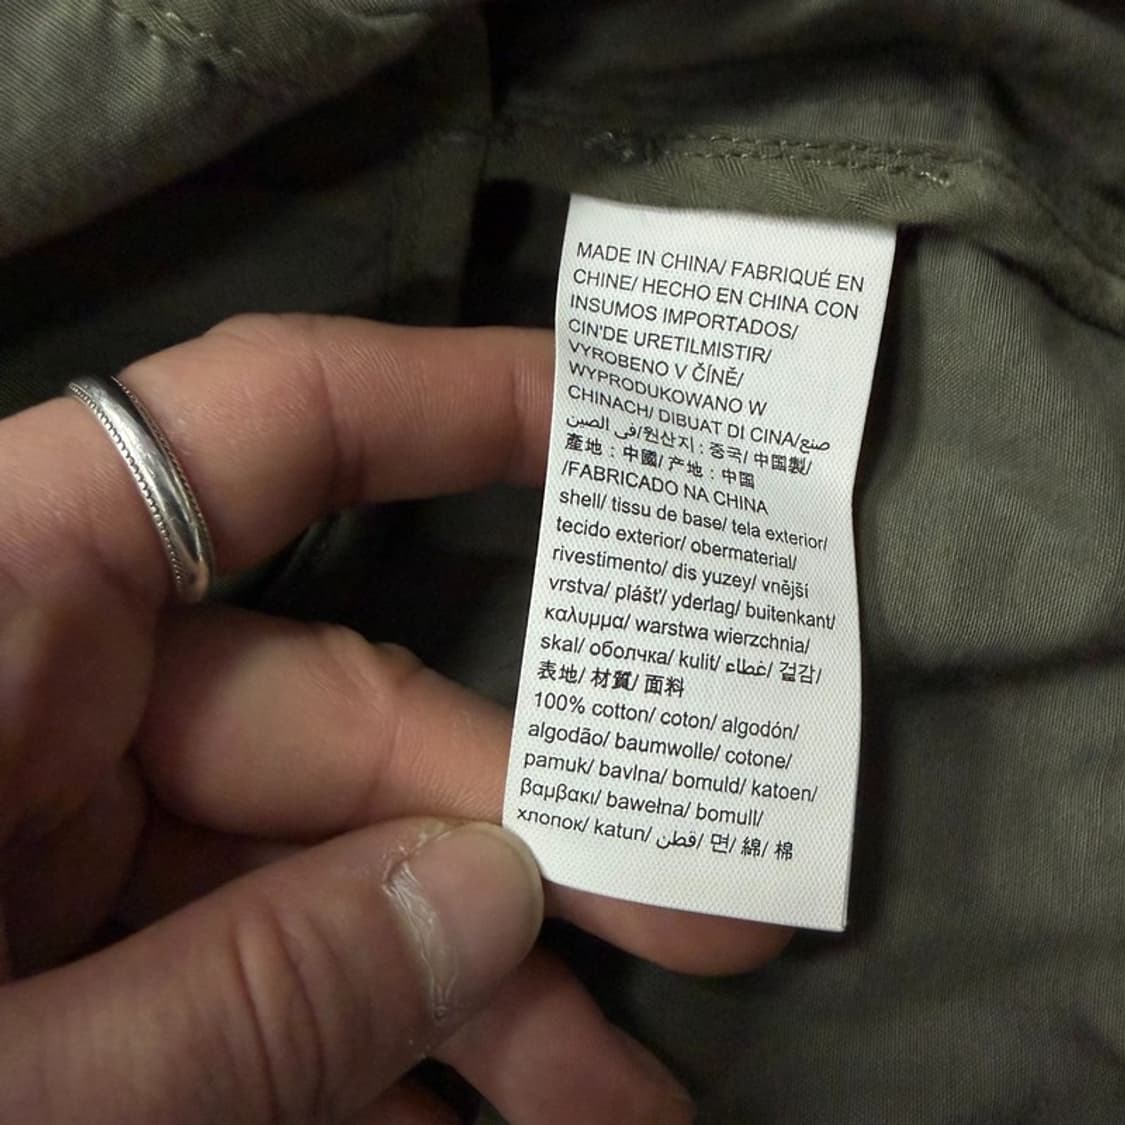 MADE IN CHINA/ FABRIQUÉ EN
CHINE/ HECHO EN CHINA CON
INSUMOS IMPORTADOS/
CIN'DE URETILMISTIR/
VYROBENO V ČÍNĚ/
WYPRODUKOWANO W
CHINACH/ DIBUAT DI CINA/صنع
في الصين/원산지 : 중국/ 中国製/
產地 : 中國/ 产地 : 中国
/FABRICADO NA CHINA
shell/ tissu de base/ tela exterior/
tecido exterior/ obermaterial/
rivestimento/ dis yuzey/ vnější
vrstva/ plášť/ yderlag/ buitenkant/
καλυμμα/ warstwa wierzchnia/
skal/ оболчка/ kulit/ غطاء/ 겉감/
表地/ 材質/ 面料
100% cotton/ coton/ algodón/
algodão/ baumwolle/ cotone/
pamuk/ bavlna/ bomuld/ katoen/
βαμβακι/ bawełna/ bomull/
хлопок/ katun/ قطن/ 면/ 綿/ 棉